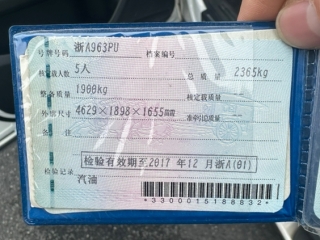 号牌号码 浙A963PU 档案编号
核定载人数 5人 总质量 2365kg
整备质量 1900kg 核定载质量 --
外廓尺寸 4629×1898×1655mm 准牵引总质量 --
备注
检验有效期至2017年12月浙A(01)
检验记录 汽油
*3300015188832*